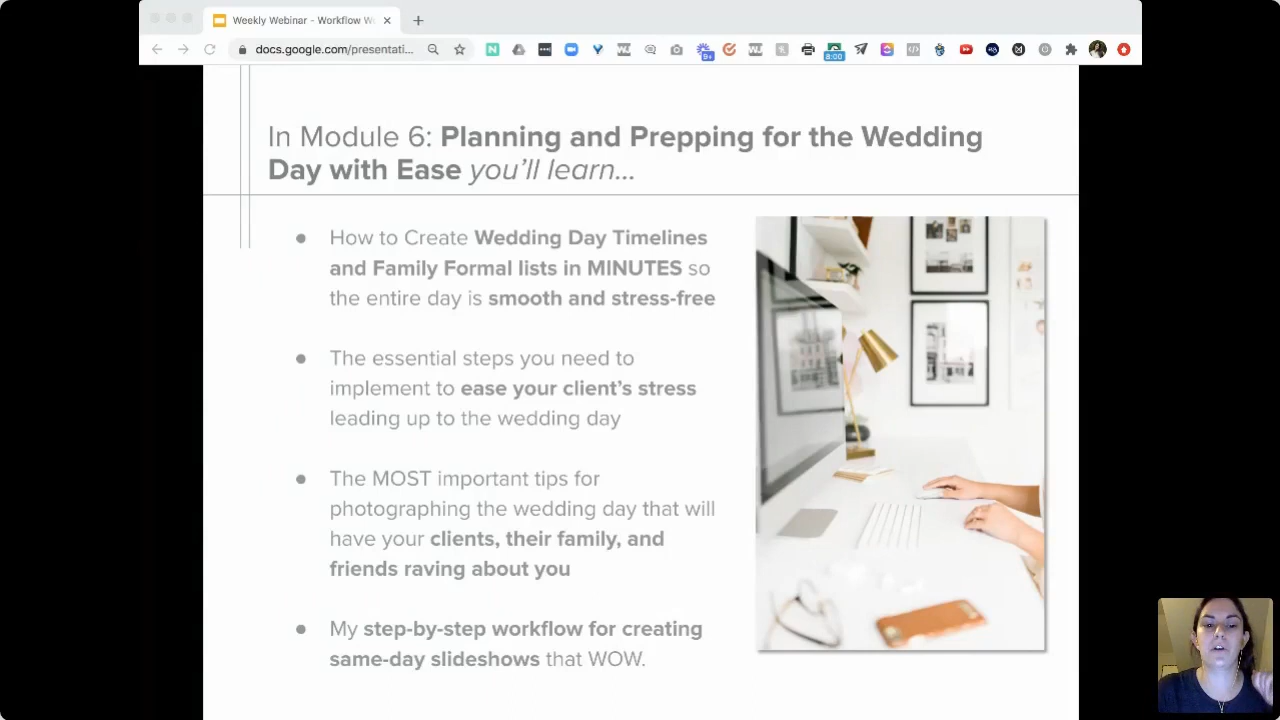 Weekly Webinar - Workflow W
docs.google.com/presentati...
9+
8:00
In Module 6: Planning and Prepping for the Wedding
Day with Ease you'll learn...
● How to Create Wedding Day Timelines
and Family Formal lists in MINUTES so
the entire day is smooth and stress-free
● The essential steps you need to
implement to ease your client's stress
leading up to the wedding day
● The MOST important tips for
photographing the wedding day that will
have your clients, their family, and
friends raving about you
● My step-by-step workflow for creating
same-day slideshows that WOW.